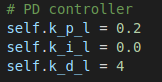 # PD controller
self.k_p_l = 0.2
self.k_i_l = 0.0
self.k_d_l = 4